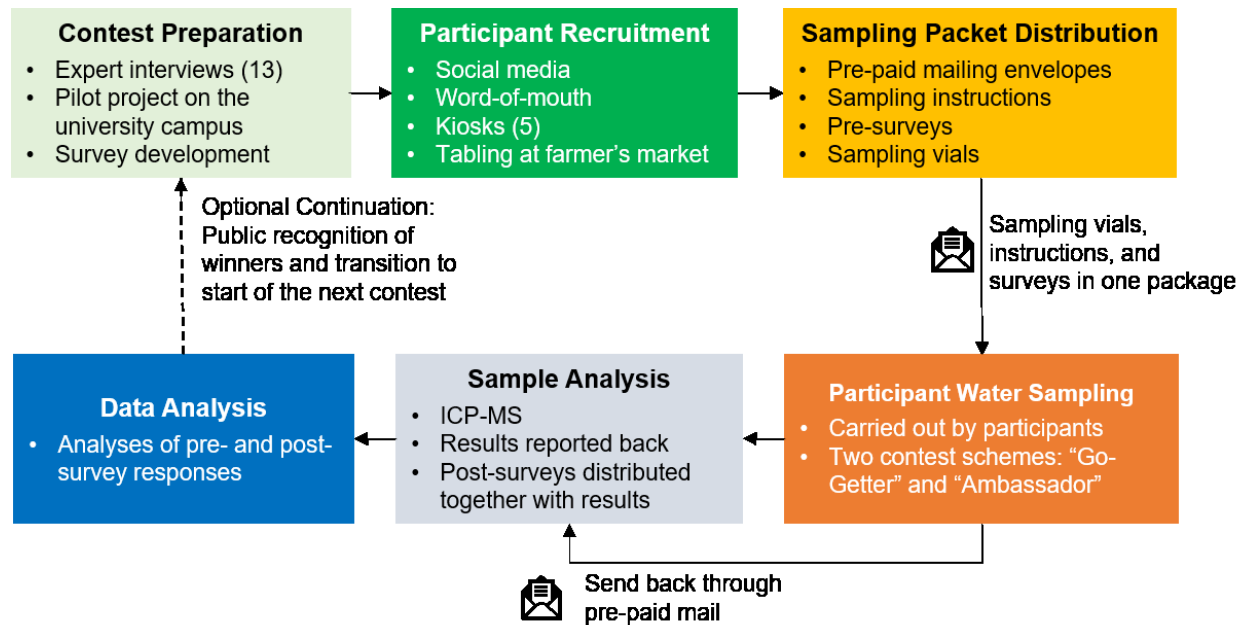 Contest Preparation
• Expert interviews (13)
• Pilot project on the
university campus
• Survey development
Participant Recruitment
• Social media
• Word-of-mouth
• Kiosks (5)
• Tabling at farmer’s market
Sampling Packet Distribution
• Pre-paid mailing envelopes
• Sampling instructions
• Pre-surveys
• Sampling vials
Optional Continuation:
Public recognition of
winners and transition to
start of the next contest
Sampling vials,
instructions, and
surveys in one package
Data Analysis
• Analyses of pre- and post-
survey responses
Sample Analysis
• ICP-MS
• Results reported back
• Post-surveys distributed
together with results
Participant Water Sampling
• Carried out by participants
• Two contest schemes: “Go-
Getter” and “Ambassador”
Send back through
pre-paid mail